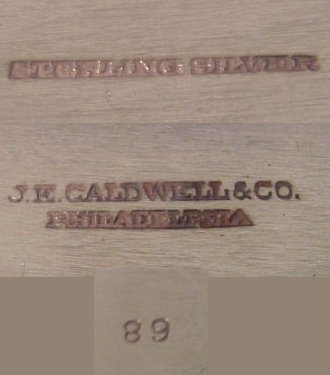 STERLING SILVER
J.E. CALDWELL & CO.
PHILADELPHIA
89